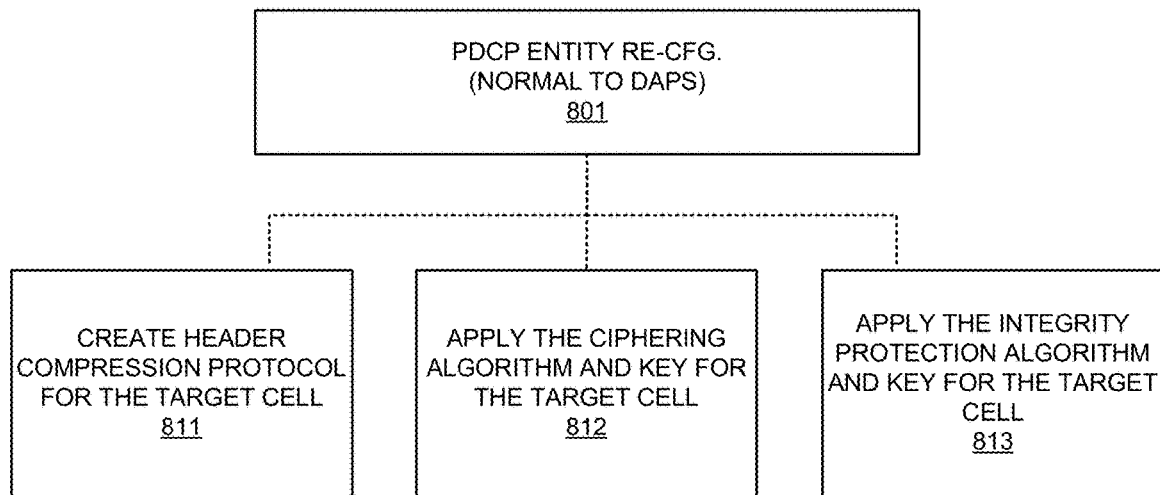 PDCP ENTITY RE-CFG.
(NORMAL TO DAPS)
801
CREATE HEADER
COMPRESSION PROTOCOL
FOR THE TARGET CELL
811
APPLY THE CIPHERING
ALGORITHM AND KEY FOR
THE TARGET CELL
812
APPLY THE INTEGRITY
PROTECTION ALGORITHM
AND KEY FOR THE TARGET
CELL
813